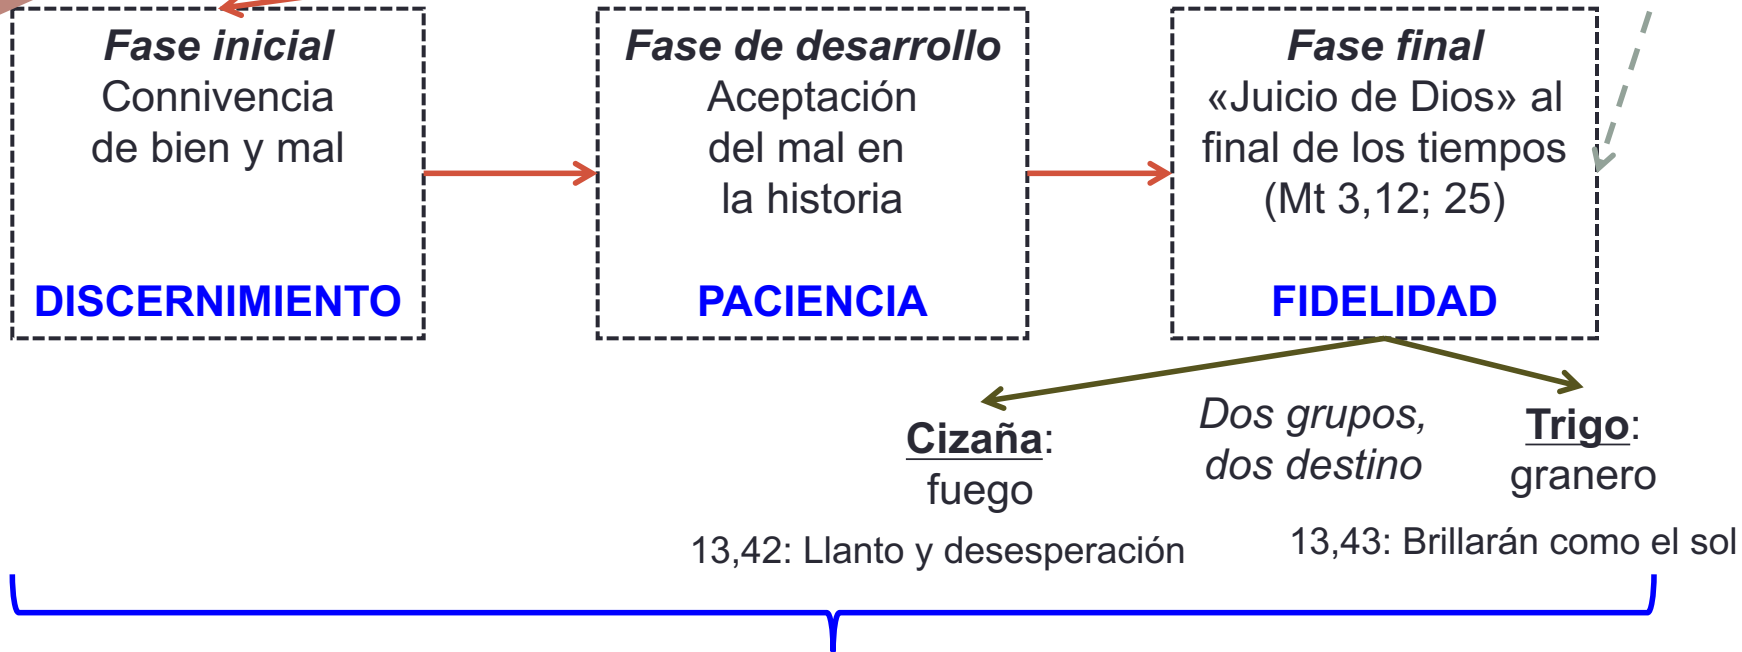 Fase inicial
Connivencia
de bien y mal
DISCERNIMIENTO
Fase de desarrollo
Aceptación
del mal en
la historia
PACIENCIA
Fase final
«Juicio de Dios» al
final de los tiempos
(Mt 3,12; 25)
FIDELIDAD
Cizaña:
fuego
13,42: Llanto y desesperación
Dos grupos,
dos destino
Trigo:
granero
13,43: Brillarán como el sol